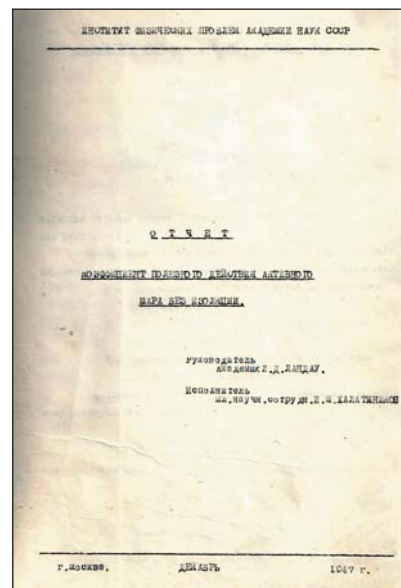 ИНСТИТУТ ФИЗИЧЕСКИХ ПРОБЛЕМ АКАДЕМИИ НАУК СССР
О Т Ч Е Т
КОЭФФИЦИЕНТ ПОЛЕЗНОГО ДЕЙСТВИЯ АКТИВНОГО
ШАРА БЕЗ ИЗОЛЯЦИИ.
Руководитель
академик Л.Д.ЛАНДАУ.
Исполнитель
мл.научн.сотрудн.И.М.ХАЛАТНИКОВ
г.Москва. ДЕКАБРЬ 1947 г.